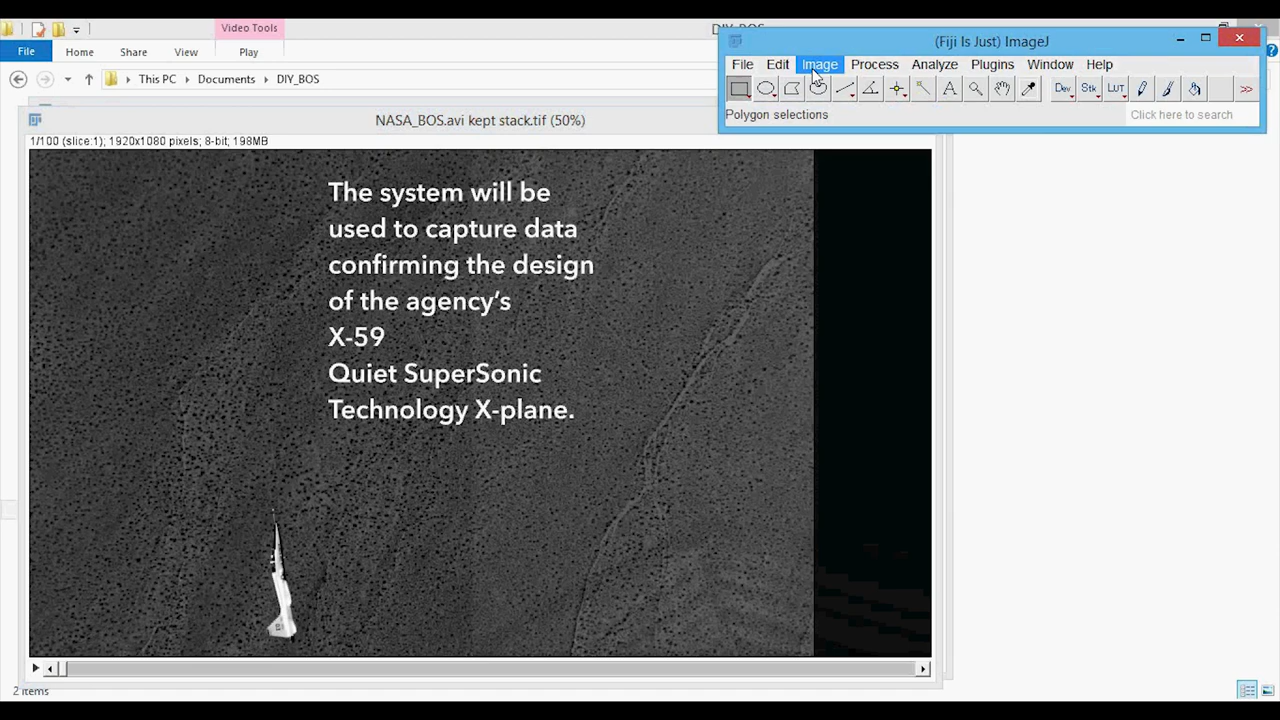 Video Tools
DIY_BOS
File
Home
Share
View
Play
This PC
Documents
DIY_BOS
(Fiji Is Just) ImageJ
File
Edit
Image
Process
Analyze
Plugins
Window
Help
A
Dev
Stk
LUT
>>
Polygon selections
Click here to search
NASA_BOS.avi kept stack.tif (50%)
1/100 (slice:1); 1920x1080 pixels; 8-bit; 198MB
The system will be
used to capture data
confirming the design
of the agency's
X-59
Quiet SuperSonic
Technology X-plane.
2 items